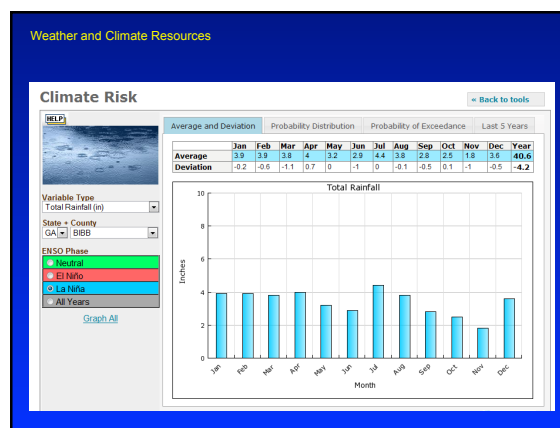 Weather and Climate Resources
Climate Risk
« Back to tools
HELP
Average and Deviation Probability Distribution Probability of Exceedance Last 5 Years
Jan Feb Mar Apr May Jun Jul Aug Sep Oct Nov Dec Year
Average 3.9 3.9 3.8 4 3.2 2.9 4.4 3.8 2.8 2.5 1.8 3.6 40.6
Deviation -0.2 -0.6 -1.1 0.7 0 -1 0 -0.1 -0.5 0.1 -1 -0.5 -4.2
Variable Type
Total Rainfall (in)
State + County
GA BIBB
ENSO Phase
Neutral
El Niño
La Niña
All Years
Graph All
Total Rainfall
10
8
6
4
2
0
Inches
Jan Feb Mar Apr May Jun Jul Aug Sep Oct Nov Dec
Month